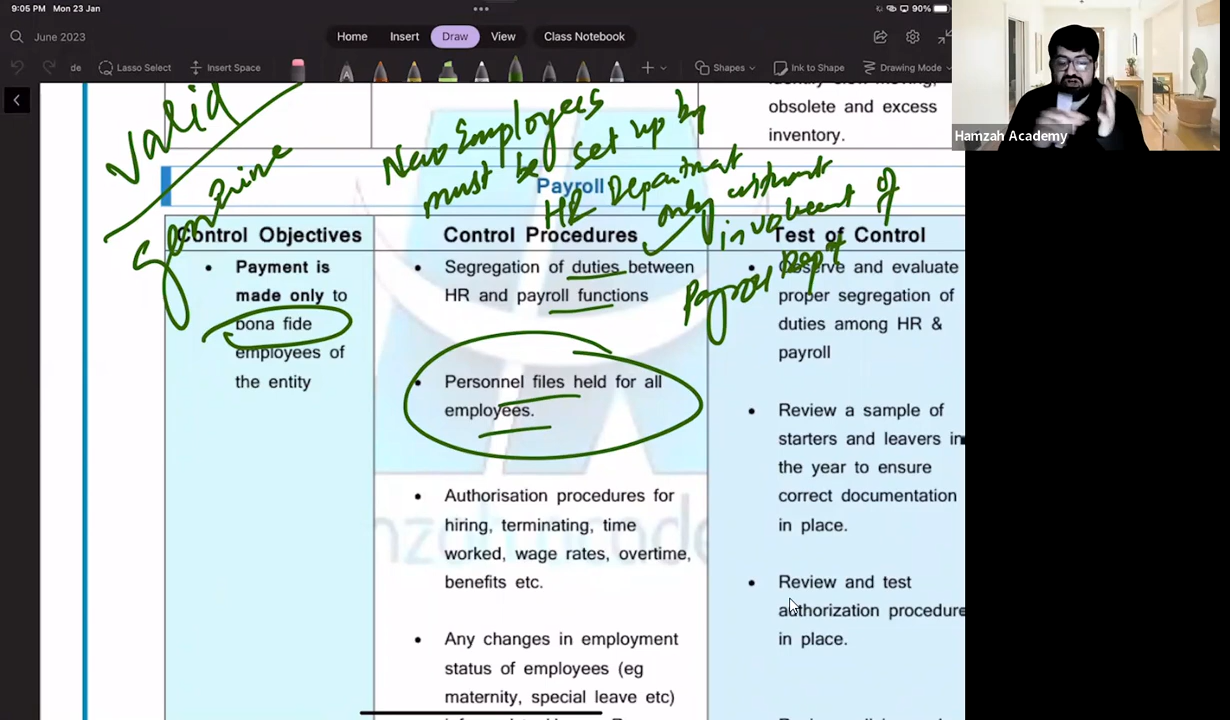 9:05 PM Mon 23 Jan
90%
June 2023
Home Insert Draw View Class Notebook
de Lasso Select Insert Space Shapes Ink to Shape Drawing Mode
Hamzah Academy
obsolete and excess
inventory.
Valid
Genuine
New Employees
must be set up by
HR Department
only without
involvement of
Payroll Dept
Payroll
Control Objectives Control Procedures Test of Control
• Payment is
made only to
bona fide
employees of
the entity
• Segregation of duties between
HR and payroll functions
• Personnel files held for all
employees.
• Authorisation procedures for
hiring, terminating, time
worked, wage rates, overtime,
benefits etc.
• Any changes in employment
status of employees (eg
maternity, special leave etc)
• Observe and evaluate
proper segregation of
duties among HR &
payroll
• Review a sample of
starters and leavers in
the year to ensure
correct documentation
in place.
• Review and test
authorization procedure
in place.